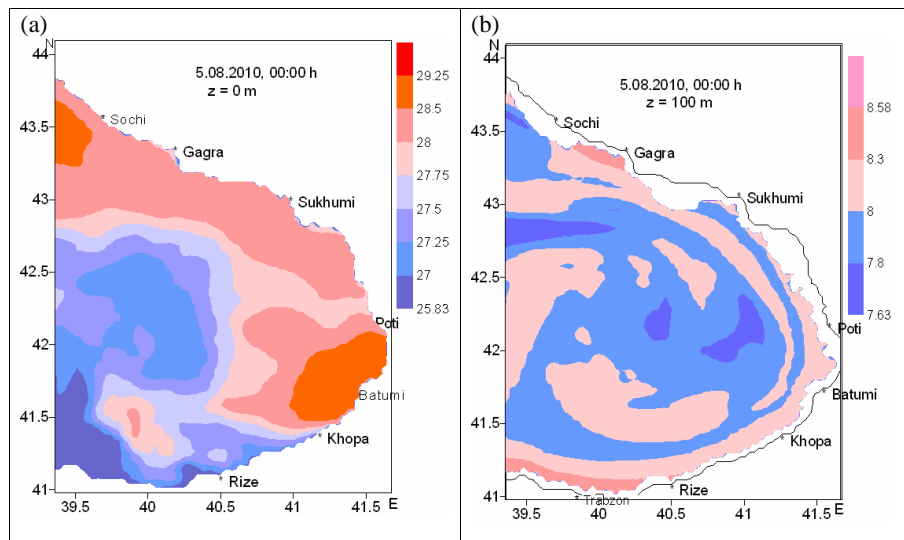 (a)
N
44
43.5
43
42.5
42
41.5
41
39.5
40
40.5
41
41.5
E
5.08.2010, 00:00 h
z = 0 m
Sochi
Gagra
Sukhumi
Poti
Batumi
Khopa
Rize
29.25
28.5
28
27.75
27.5
27.25
27
25.83
(b)
N
44
43.5
43
42.5
42
41.5
41
39.5
40
40.5
41
41.5
E
5.08.2010, 00:00 h
z = 100 m
Sochi
Gagra
Sukhumi
Poti
Batumi
Khopa
Rize
Trabzon
8.58
8.3
8
7.8
7.63